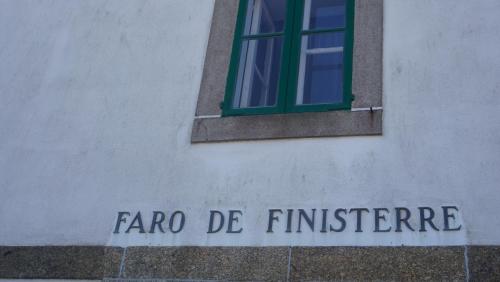 FARO DE FINISTERRE